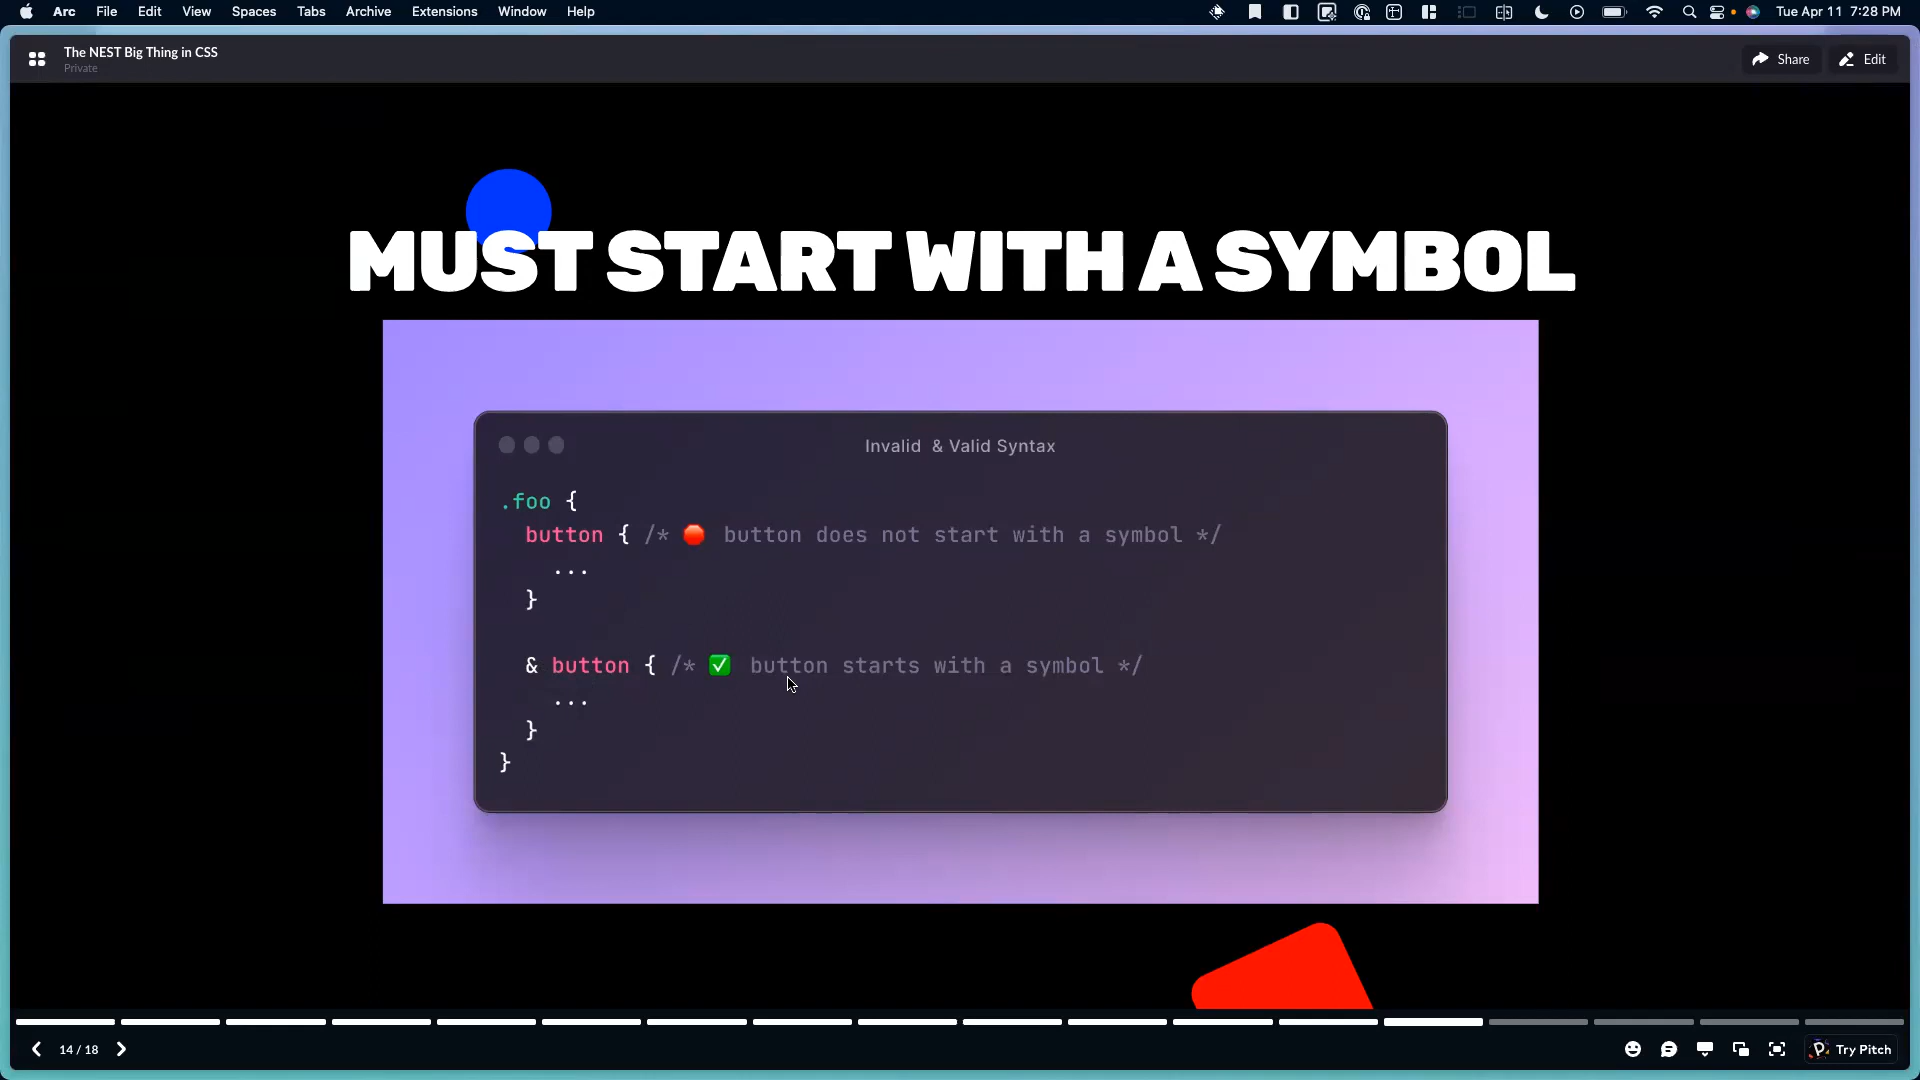 Arc File Edit View Spaces Tabs Archive Extensions Window Help Tue Apr 11 7:28 PM
The NEST Big Thing in CSS
Private
Share Edit
MUST START WITH A SYMBOL
Invalid & Valid Syntax
.foo {
button { /* 🛑 button does not start with a symbol */
...
}
& button { /* ✅ button starts with a symbol */
...
}
}
14 / 18
Try Pitch